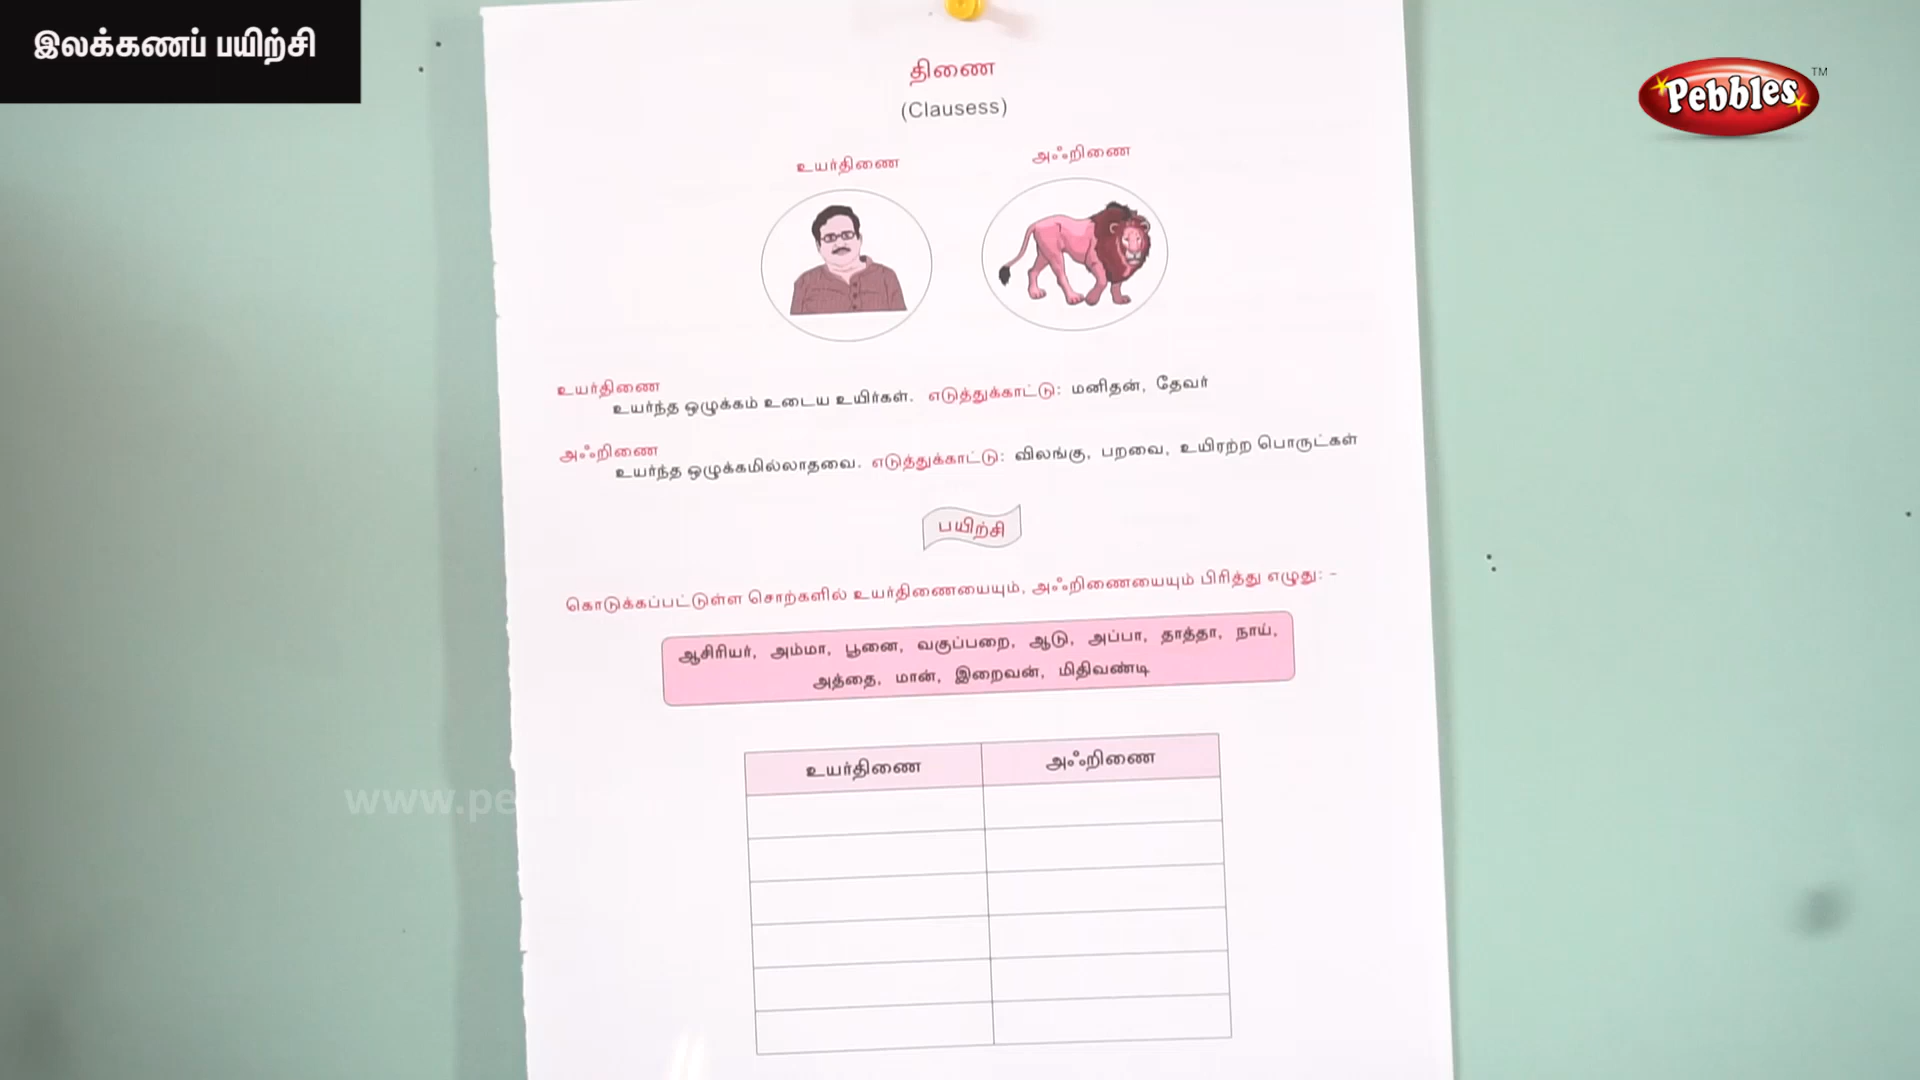 இலக்கணப் பயிற்சி
Pebbles TM
திணை
(Clausess)
உயர்திணை அஃறிணை
உயர்திணை
உயர்ந்த ஒழுக்கம் உடைய உயிர்கள். எடுத்துக்காட்டு: மனிதன், தேவர்
அஃறிணை
உயர்ந்த ஒழுக்கமில்லாதவை. எடுத்துக்காட்டு: விலங்கு, பறவை, உயிரற்ற பொருட்கள்
பயிற்சி
கொடுக்கப்பட்டுள்ள சொற்களில் உயர்திணையையும், அஃறிணையையும் பிரித்து எழுது: -
ஆசிரியர், அம்மா, பூனை, வகுப்பறை, ஆடு, அப்பா, தாத்தா, நாய்,
அத்தை, மான், இறைவன், மிதிவண்டி
உயர்திணை அஃறிணை